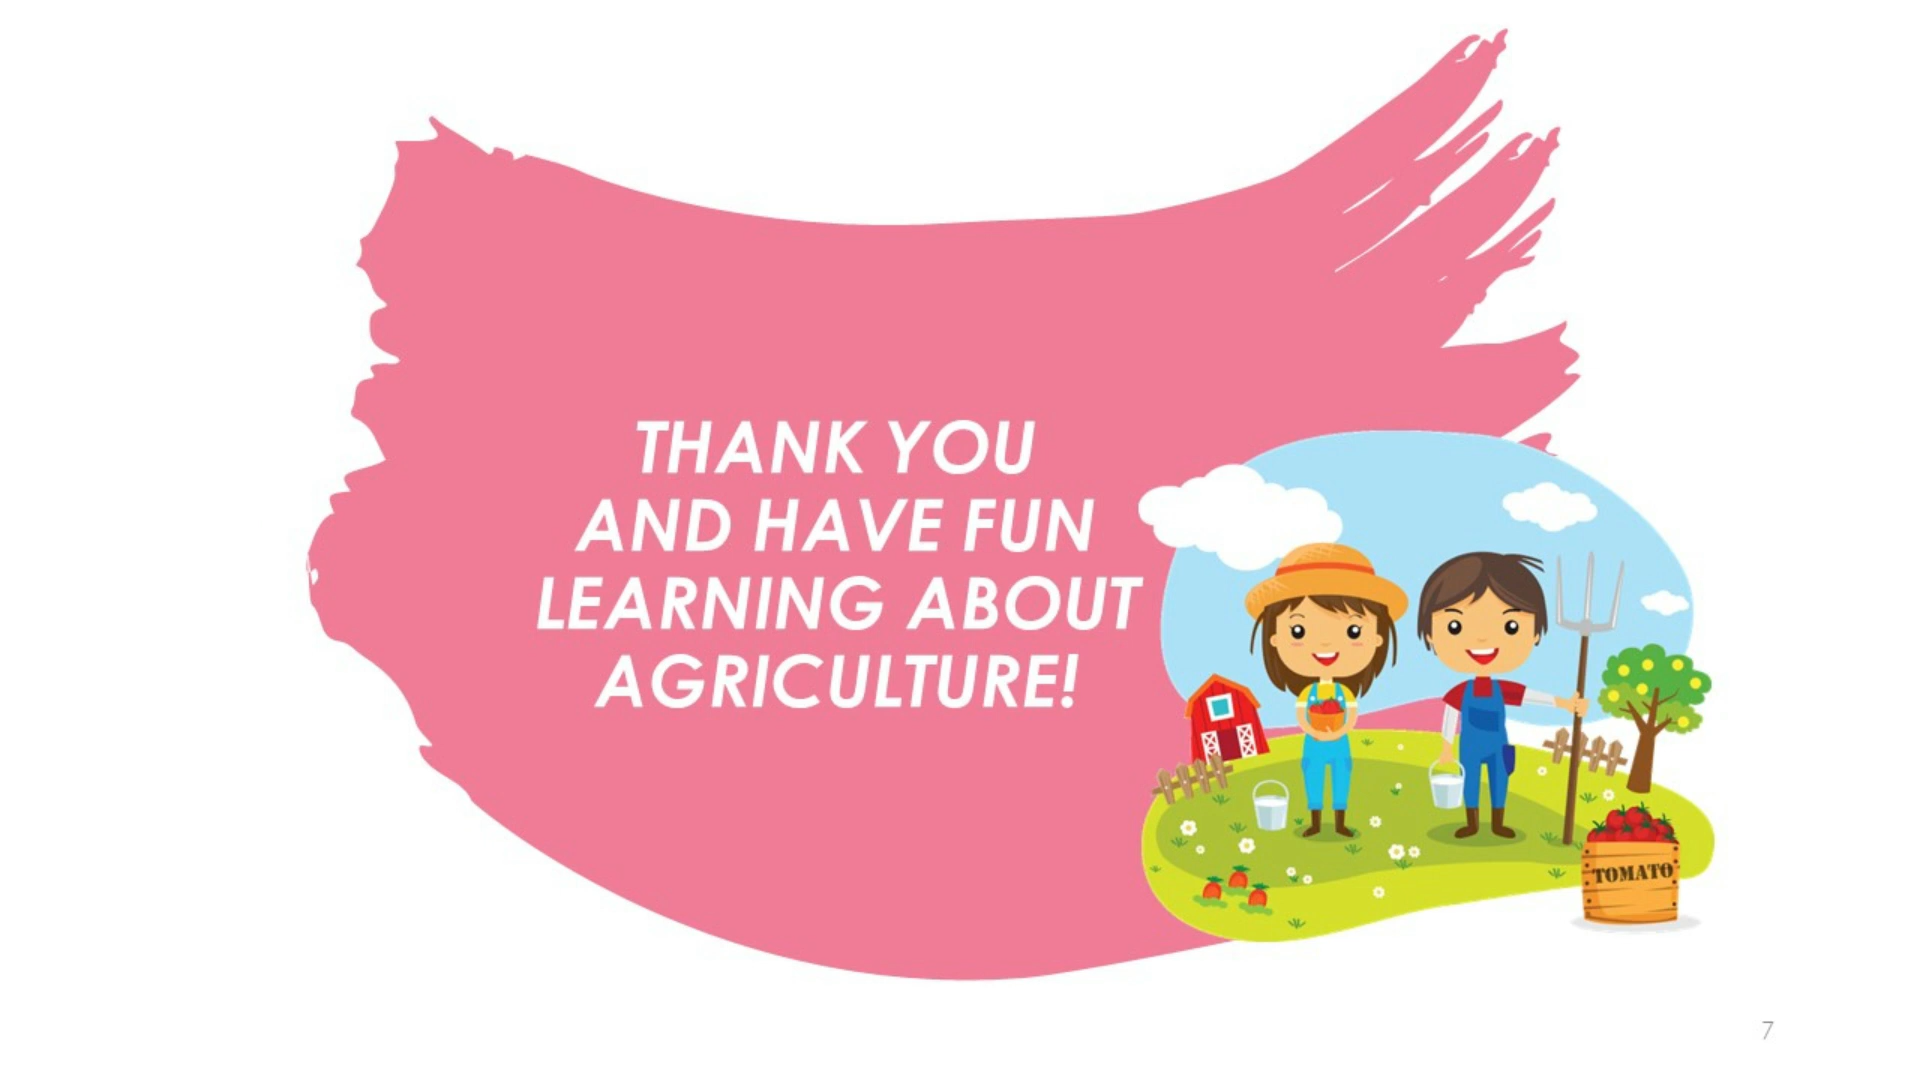 THANK YOU
AND HAVE FUN
LEARNING ABOUT
AGRICULTURE!
TOMATO
7